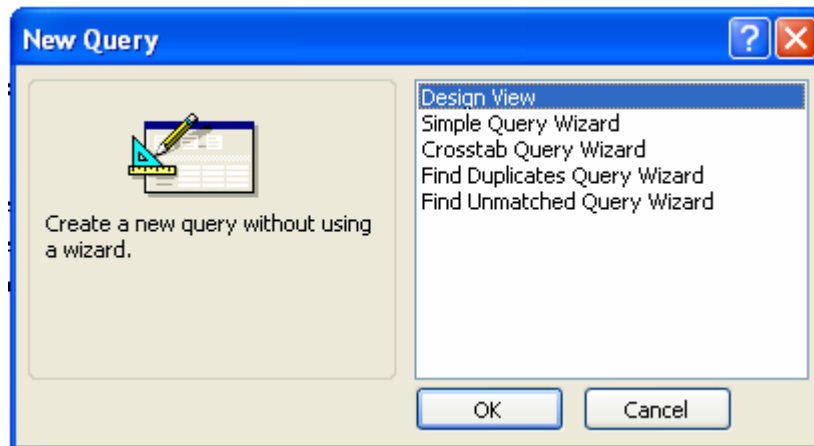 New Query
Create a new query without using
a wizard.
Design View
Simple Query Wizard
Crosstab Query Wizard
Find Duplicates Query Wizard
Find Unmatched Query Wizard
OK
Cancel